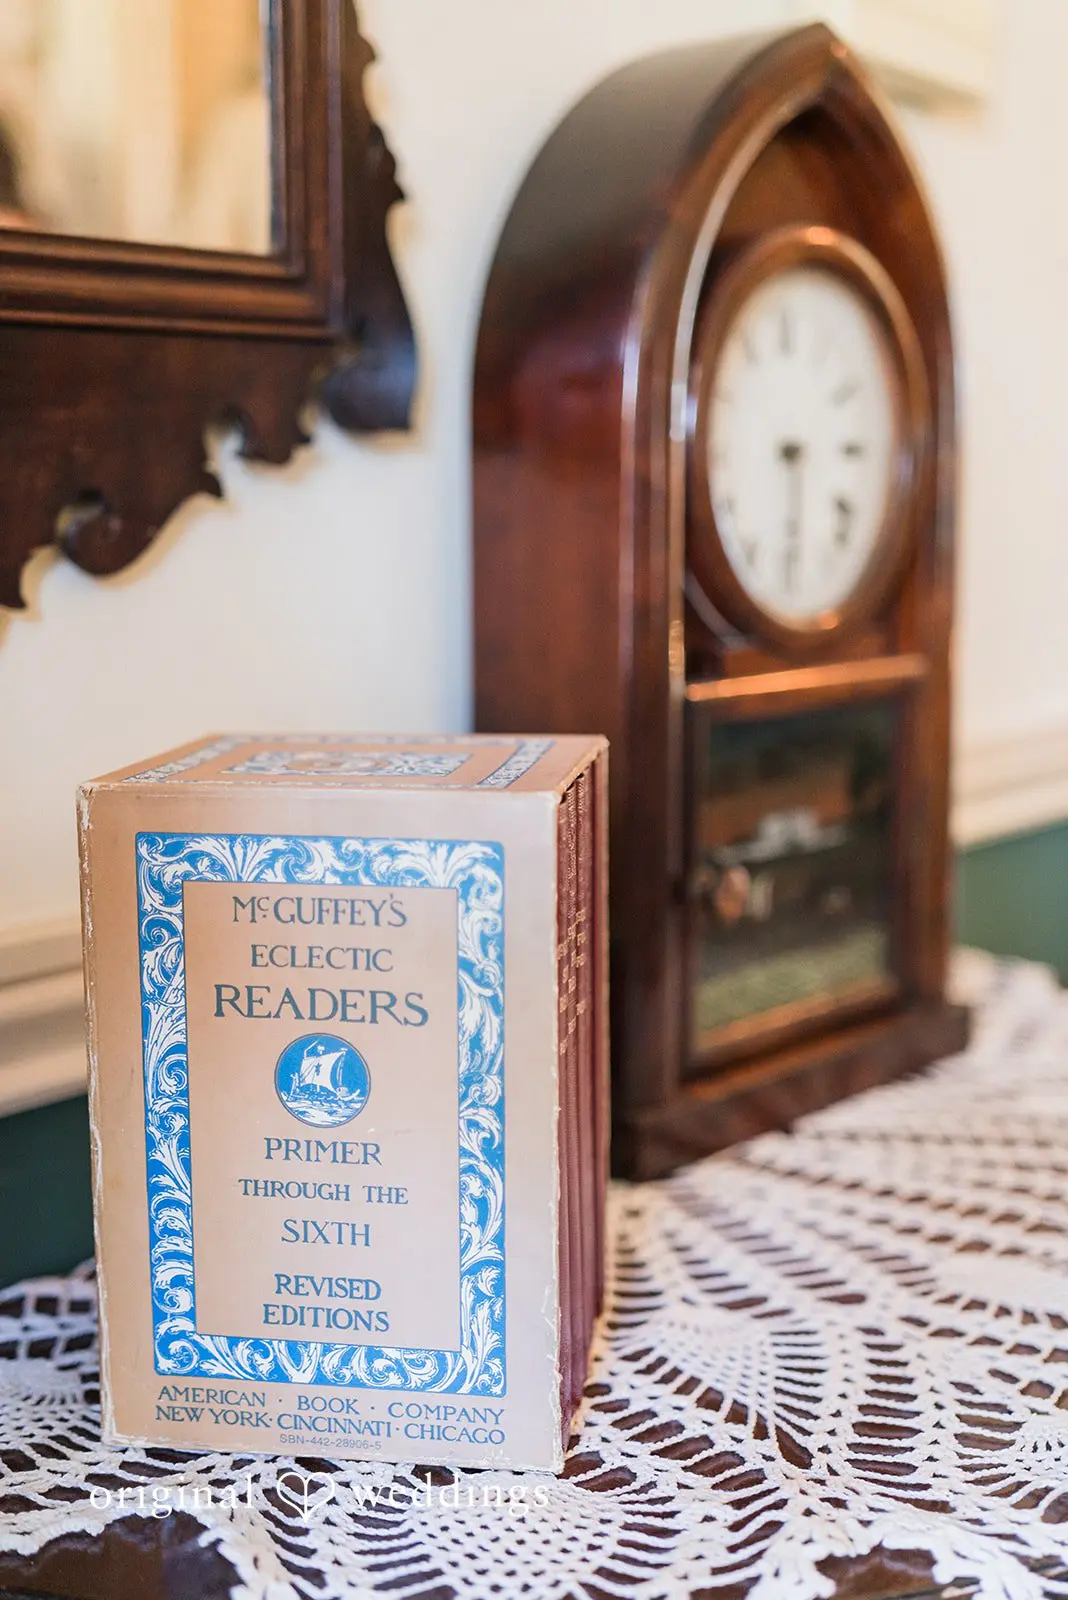 McGUFFEY'S
ECLECTIC
READERS
PRIMER
THROUGH THE
SIXTH
REVISED
EDITIONS
AMERICAN · BOOK · COMPANY
NEW YORK · CINCINNATI · CHICAGO
SBN-442-28906-5
original weddings